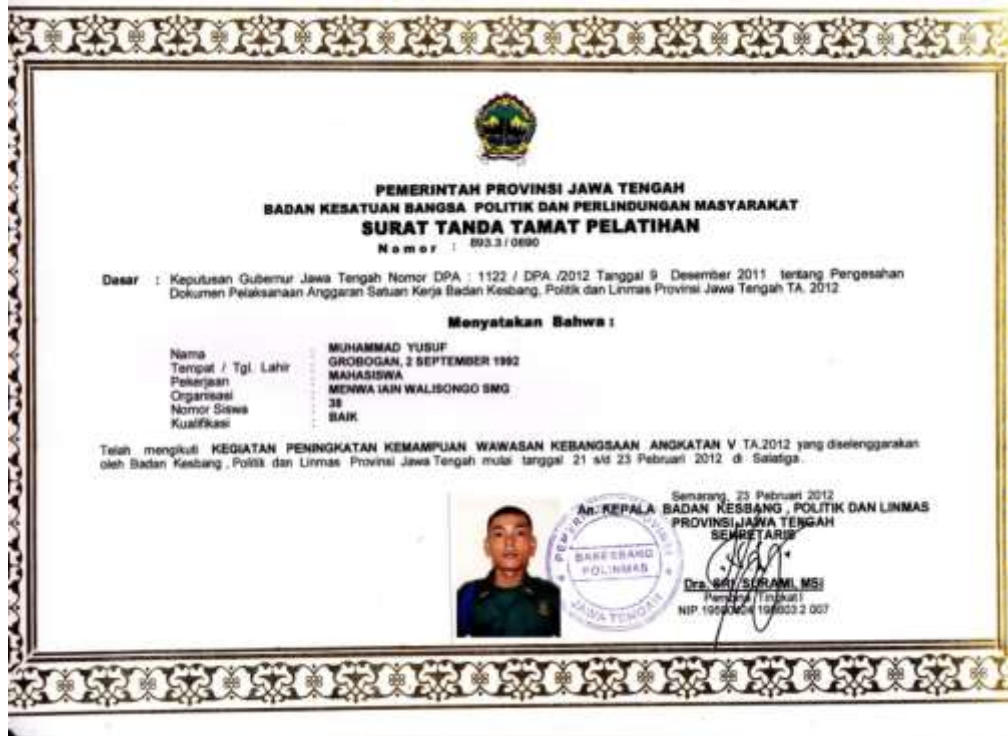 PEMERINTAH PROVINSI JAWA TENGAH
BADAN KESATUAN BANGSA POLITIK DAN PERLINDUNGAN MASYARAKAT
SURAT TANDA TAMAT PELATIHAN
Nomor : 893.3 / 0690
Dasar : Keputusan Gubernur Jawa Tengah Nomor DPA : 1122 / DPA /2012 Tanggal 9 Desember 2011 tentang Pengesahan
Dokumen Pelaksanaan Anggaran Satuan Kerja Badan Kesbang, Politik dan Linmas Provinsi Jawa Tengah TA. 2012
Menyatakan Bahwa :
Nama : MUHAMMAD YUSUF
Tempat / Tgl. Lahir : GROBOGAN, 2 SEPTEMBER 1992
Pekerjaan : MAHASISWA
Organisasi : MENWA IAIN WALISONGO SMG
Nomor Siswa : 38
Kualifikasi : BAIK
Telah mengikuti KEGIATAN PENINGKATAN KEMAMPUAN WAWASAN KEBANGSAAN ANGKATAN V TA.2012 yang diselenggarakan
oleh Badan Kesbang , Politik dan Linmas Provinsi Jawa Tengah mulai tanggal 21 s/d 23 Pebruari 2012 di Salatiga.
Semarang, 23 Pebruari 2012
An. KEPALA BADAN KESBANG , POLITIK DAN LINMAS
PROVINSI JAWA TENGAH
SEKRETARIS
PEMERINTAH PROVINSI
BAKESBANG
POLINMAS
JAWA TENGAH
Dra. SRI SURAMI, MSI
Pembina Tingkat I
NIP. 2 007